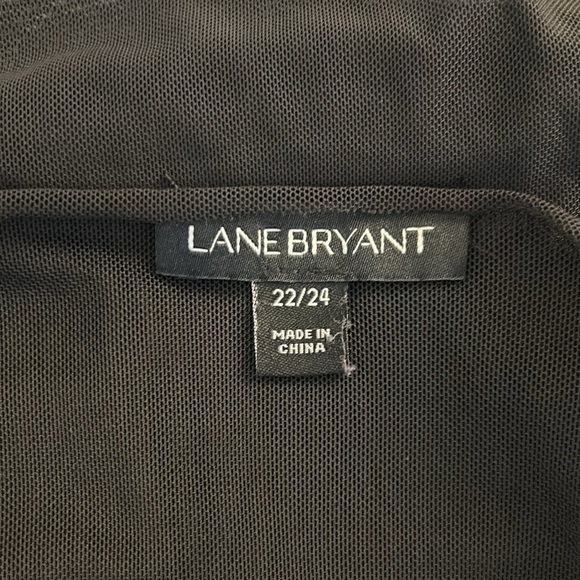 LANE BRYANT
22/24
MADE IN
CHINA